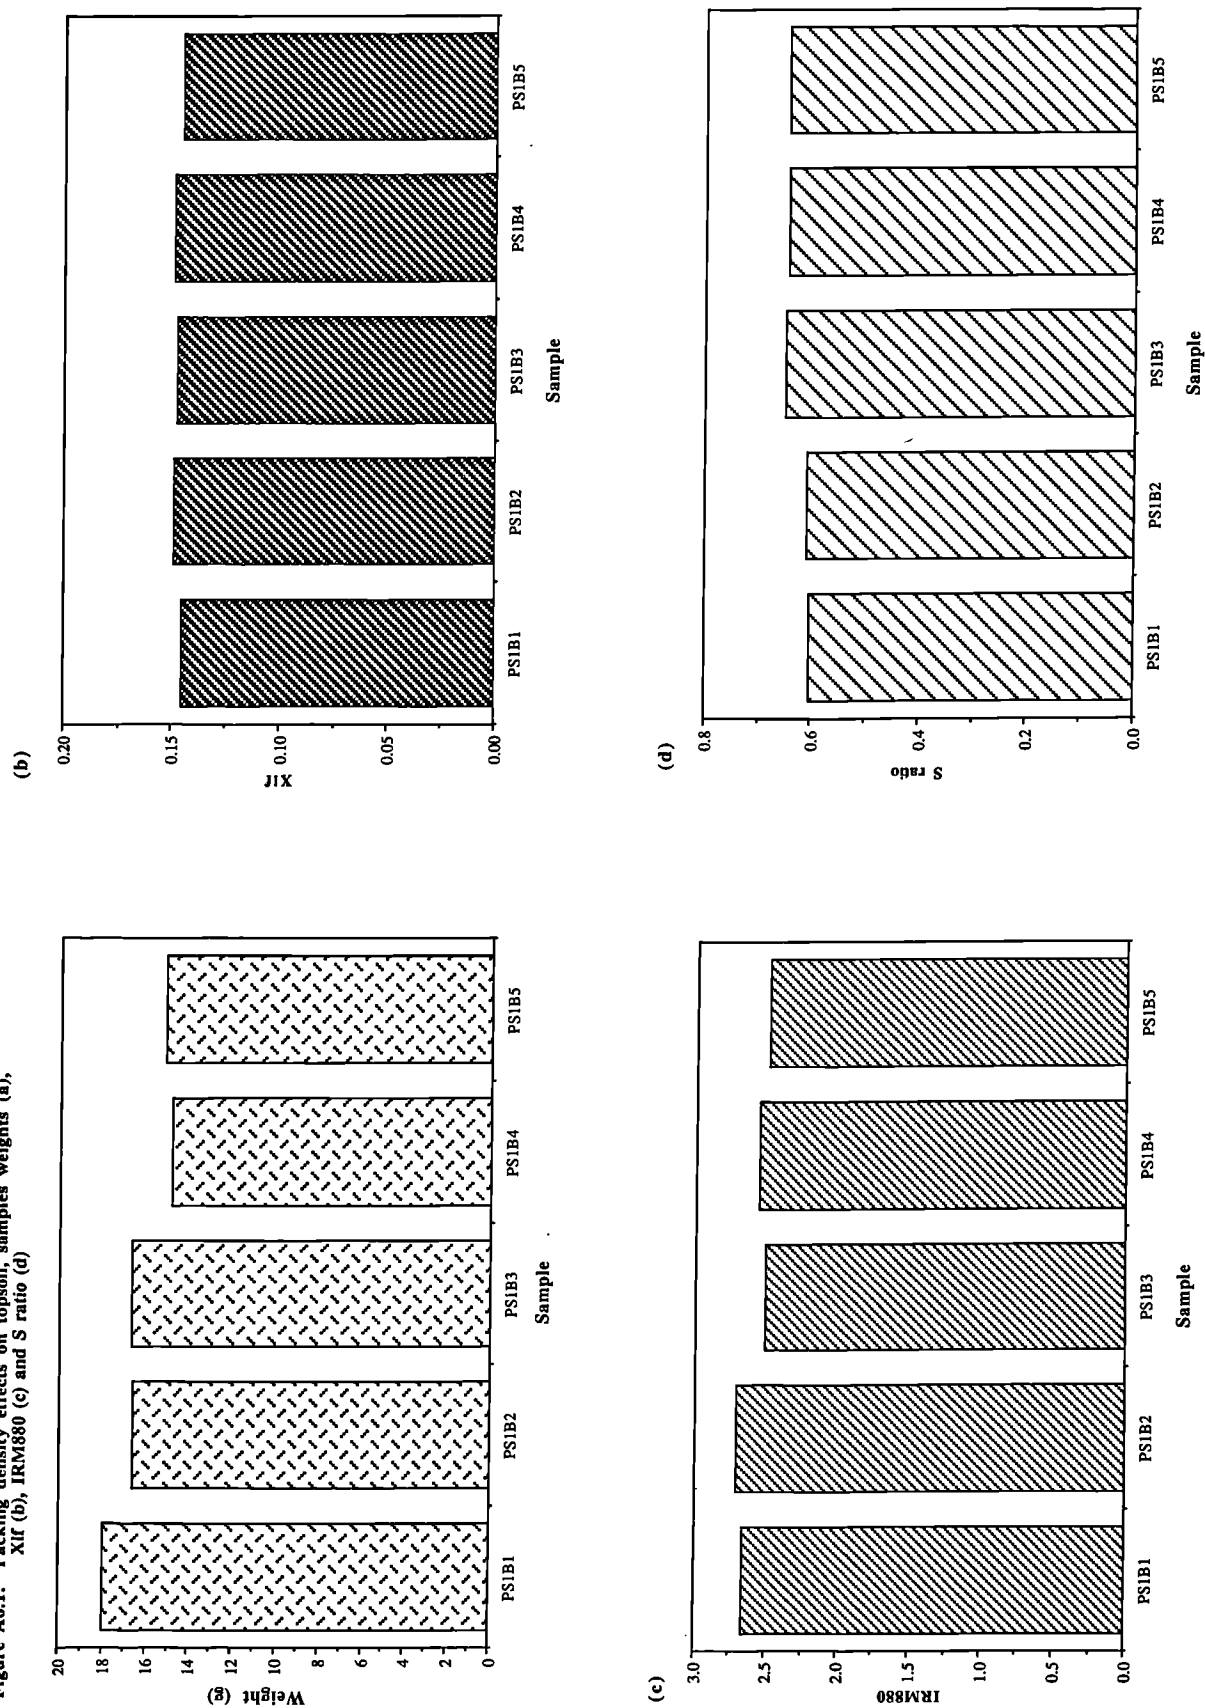 Figure A6.1: Packing density effects on topsoil, samples weights (a),
Xlf (b), IRM880 (c) and S ratio (d)
Weight (g)
20
18
16
14
12
10
8
6
4
2
0
PS1B1
PS1B2
PS1B3
PS1B4
PS1B5
Sample
(b)
Xlf
0.20
0.15
0.10
0.05
0.00
PS1B1
PS1B2
PS1B3
PS1B4
PS1B5
Sample
(c)
IRM880
3.0
2.5
2.0
1.5
1.0
0.5
0.0
PS1B1
PS1B2
PS1B3
PS1B4
PS1B5
Sample
(d)
S ratio
0.8
0.6
0.4
0.2
0.0
PS1B1
PS1B2
PS1B3
PS1B4
PS1B5
Sample